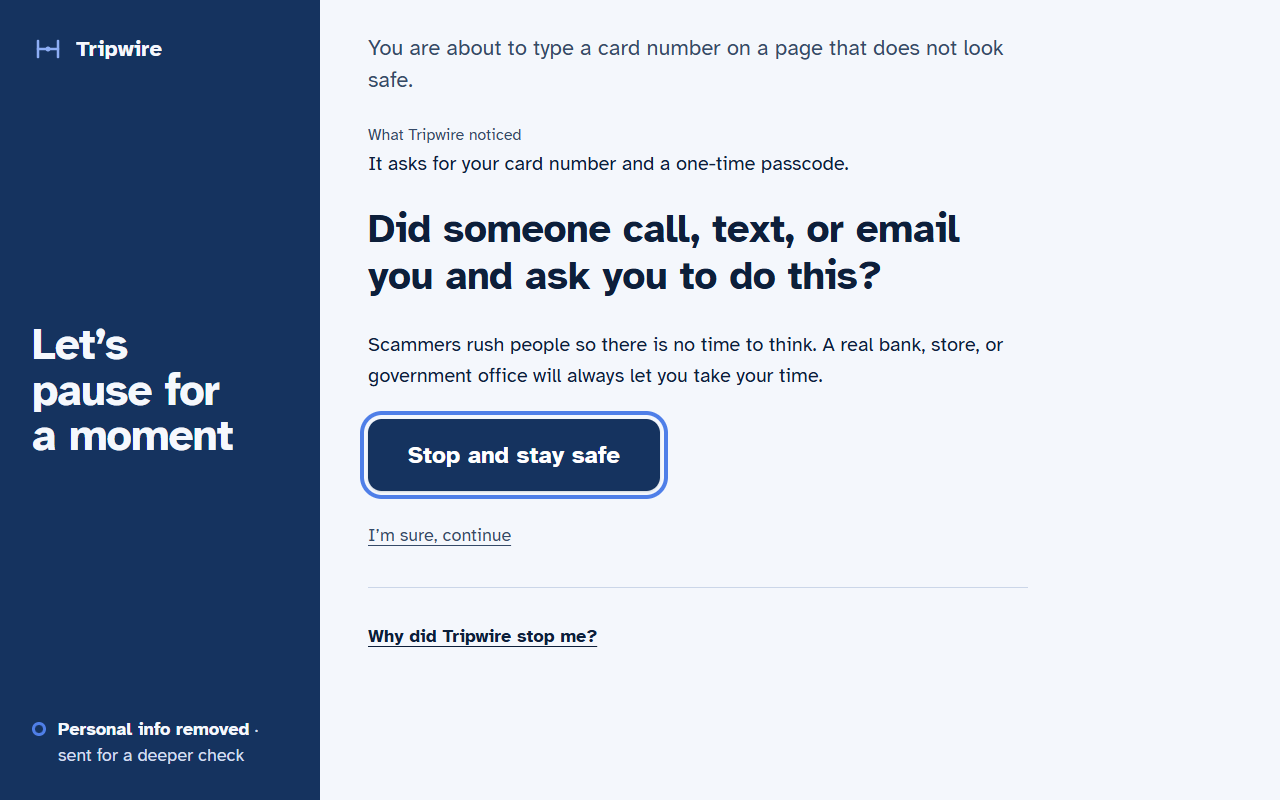 Tripwire
Let’s
pause for
a moment
Personal info removed ·
sent for a deeper check
You are about to type a card number on a page that does not look
safe.
What Tripwire noticed
It asks for your card number and a one-time passcode.
Did someone call, text, or email
you and ask you to do this?
Scammers rush people so there is no time to think. A real bank, store, or
government office will always let you take your time.
Stop and stay safe
I’m sure, continue
Why did Tripwire stop me?